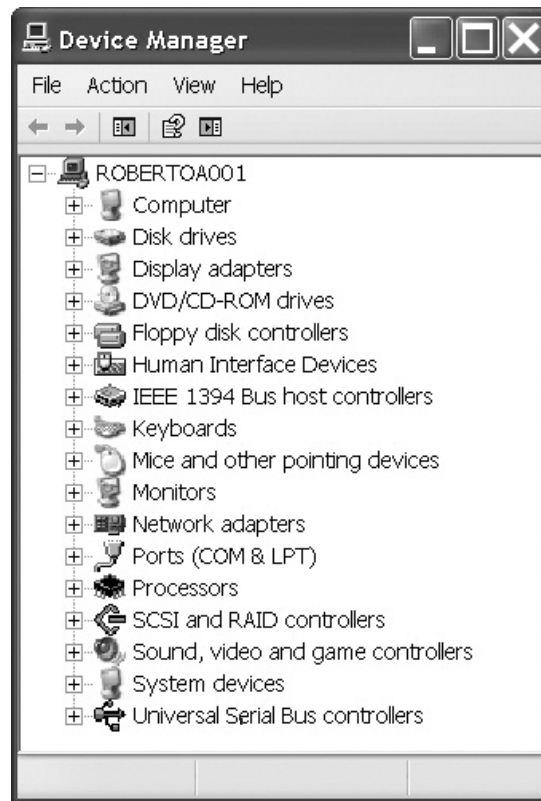 Device Manager
File Action View Help
ROBERTOA001
Computer
Disk drives
Display adapters
DVD/CD-ROM drives
Floppy disk controllers
Human Interface Devices
IEEE 1394 Bus host controllers
Keyboards
Mice and other pointing devices
Monitors
Network adapters
Ports (COM & LPT)
Processors
SCSI and RAID controllers
Sound, video and game controllers
System devices
Universal Serial Bus controllers